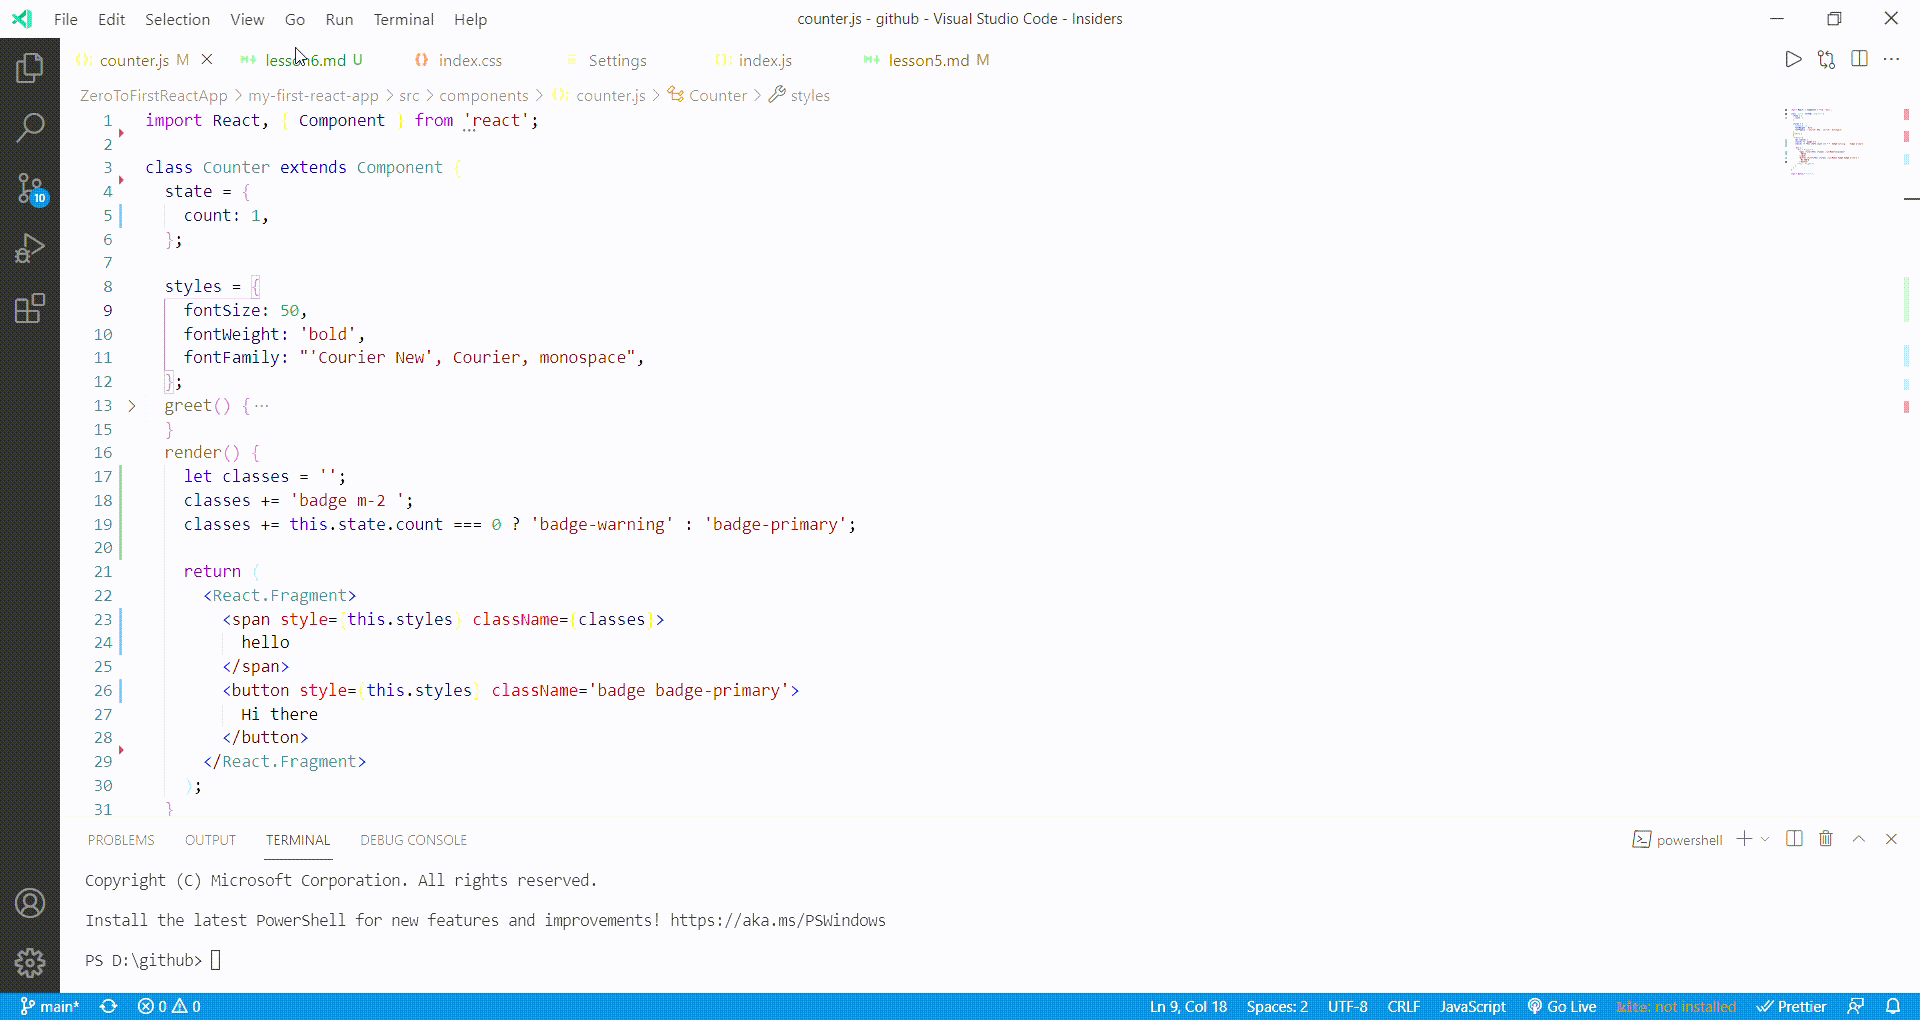 File Edit Selection View Go Run Terminal Help counter.js - github - Visual Studio Code - Insiders
counter.js M lesson6.md U index.css Settings index.js lesson5.md M
ZeroToFirstReactApp > my-first-react-app > src > components > counter.js > Counter > styles
1 import React, { Component } from 'react';
2
3 class Counter extends Component {
4 state = {
5 count: 1,
6 };
7
8 styles = {
9 fontSize: 50,
10 fontWeight: 'bold',
11 fontFamily: "'Courier New', Courier, monospace",
12 };
13 greet() {···
15 }
16 render() {
17 let classes = '';
18 classes += 'badge m-2 ';
19 classes += this.state.count === 0 ? 'badge-warning' : 'badge-primary';
20
21 return (
22 <React.Fragment>
23 <span style={this.styles} className={classes}>
24 hello
25 </span>
26 <button style={this.styles} className='badge badge-primary'>
27 Hi there
28 </button>
29 </React.Fragment>
30 );
31 }
10
PROBLEMS OUTPUT TERMINAL DEBUG CONSOLE powershell
Copyright (C) Microsoft Corporation. All rights reserved.
Install the latest PowerShell for new features and improvements! https://aka.ms/PSWindows
PS D:\github>
main* 0 0 Ln 9, Col 18 Spaces: 2 UTF-8 CRLF JavaScript Go Live kite: not installed Prettier